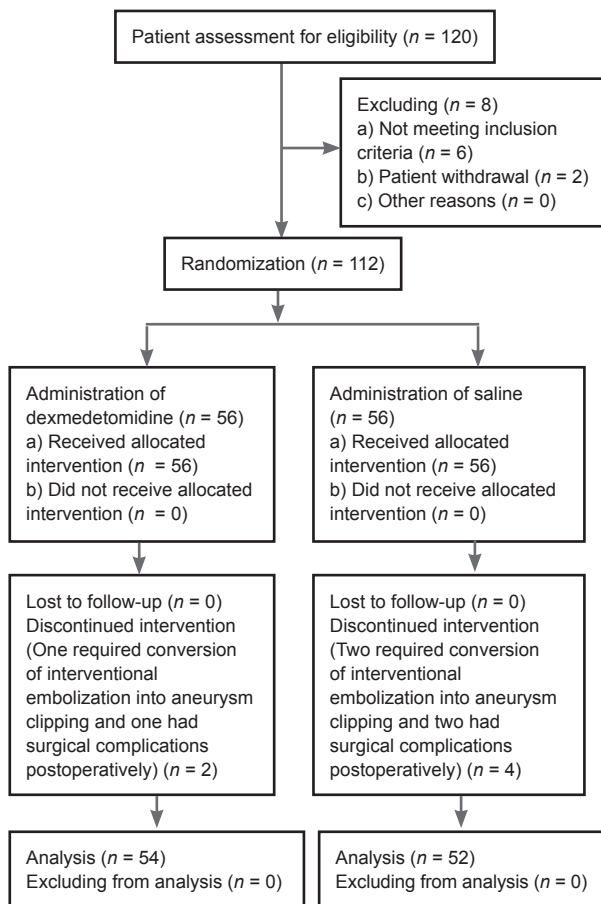 Patient assessment for eligibility (n = 120)
Excluding (n = 8)
a) Not meeting inclusion
criteria (n = 6)
b) Patient withdrawal (n = 2)
c) Other reasons (n = 0)
Randomization (n = 112)
Administration of
dexmedetomidine (n = 56)
a) Received allocated
intervention (n = 56)
b) Did not receive allocated
intervention (n = 0)
Administration of saline
(n = 56)
a) Received allocated
intervention (n = 56)
b) Did not receive allocated
intervention (n = 0)
Lost to follow-up (n = 0)
Discontinued intervention
(One required conversion
of interventional
embolization into aneurysm
clipping and one had
surgical complications
postoperatively) (n = 2)
Lost to follow-up (n = 0)
Discontinued intervention
(Two required conversion
of interventional
embolization into aneurysm
clipping and two had
surgical complications
postoperatively) (n = 4)
Analysis (n = 54)
Excluding from analysis (n = 0)
Analysis (n = 52)
Excluding from analysis (n = 0)